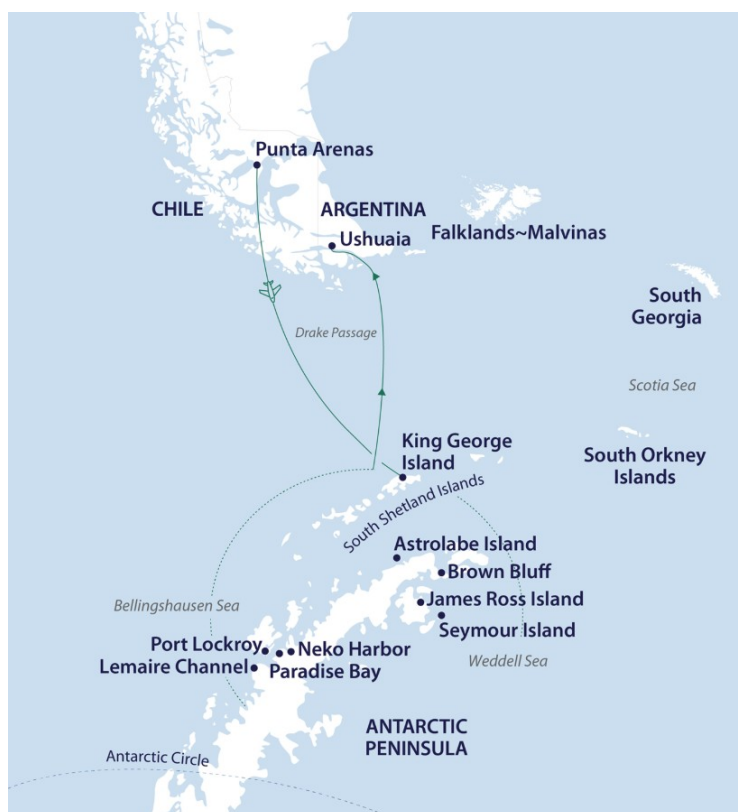 Punta Arenas
CHILE
ARGENTINA
Ushuaia
Falklands~Malvinas
South
Georgia
Drake Passage
Scotia Sea
King George
Island
South Orkney
Islands
South Shetland Islands
Astrolabe Island
Brown Bluff
James Ross Island
Bellingshausen Sea
Seymour Island
Port Lockroy
Neko Harbor
Lemaire Channel
Paradise Bay
Weddell Sea
ANTARCTIC
PENINSULA
Antarctic Circle